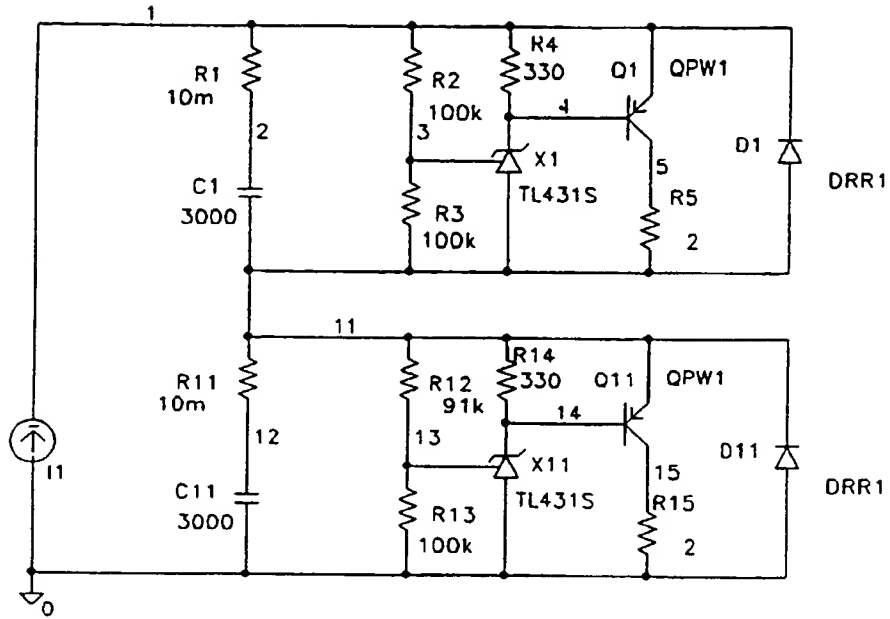 1
R1
10m
2
C1
3000
R2
100k
3
R3
100k
R4
330
4
X1
TL431S
Q1
QPW1
5
R5
2
D1
DRR1
11
R11
10m
12
C11
3000
R12
91k
13
R13
100k
R14
330
14
X11
TL431S
Q11
QPW1
15
R15
2
D11
DRR1
I1
0